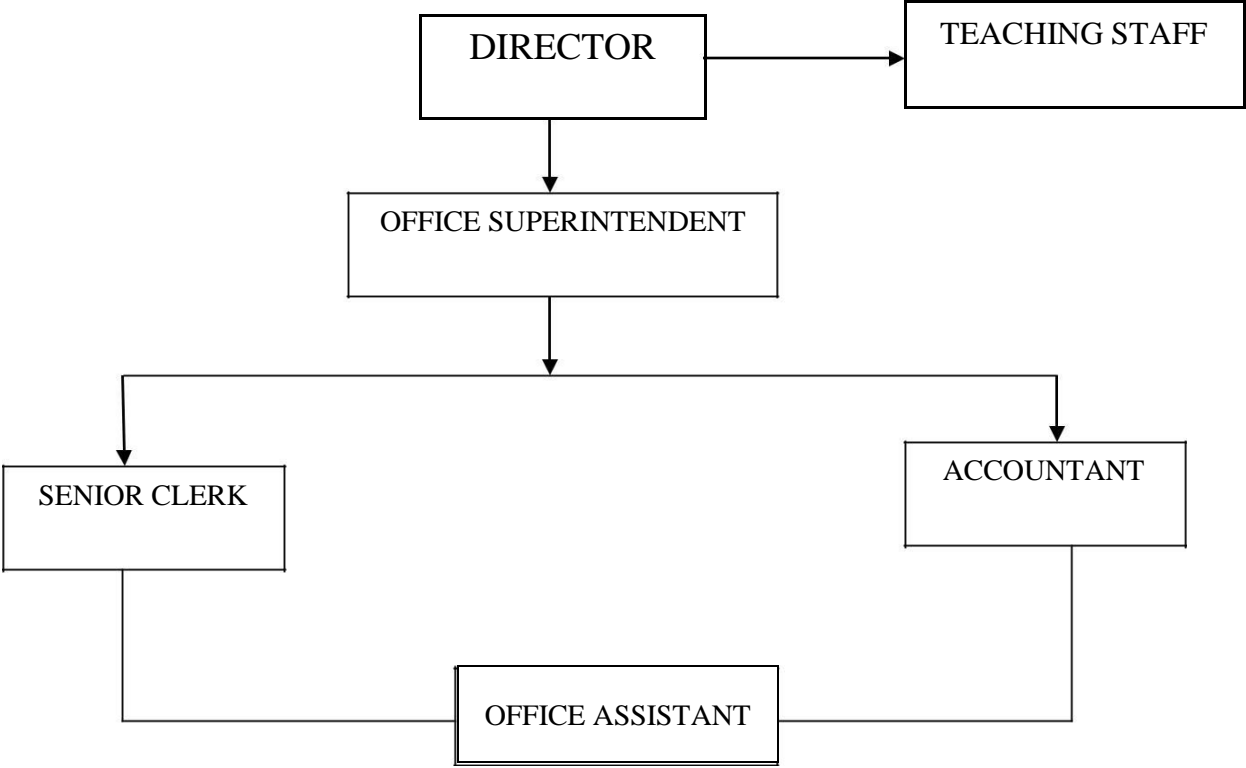 DIRECTOR
TEACHING STAFF
OFFICE SUPERINTENDENT
SENIOR CLERK
ACCOUNTANT
OFFICE ASSISTANT